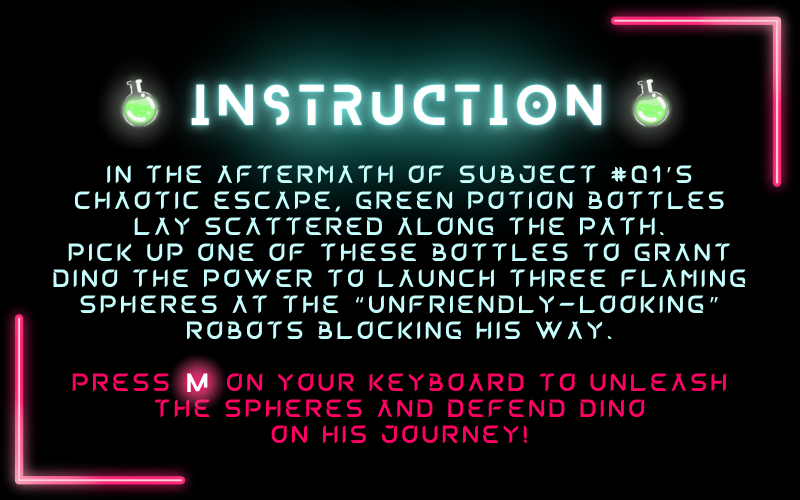 INSTRUCTION
IN THE AFTERMATH OF SUBJECT #01'S
CHAOTIC ESCAPE, GREEN POTION BOTTLES
LAY SCATTERED ALONG THE PATH.
PICK UP ONE OF THESE BOTTLES TO GRANT
DINO THE POWER TO LAUNCH THREE FLAMING
SPHERES AT THE “UNFRIENDLY-LOOKING”
ROBOTS BLOCKING HIS WAY.
PRESS M ON YOUR KEYBOARD TO UNLEASH
THE SPHERES AND DEFEND DINO
ON HIS JOURNEY!